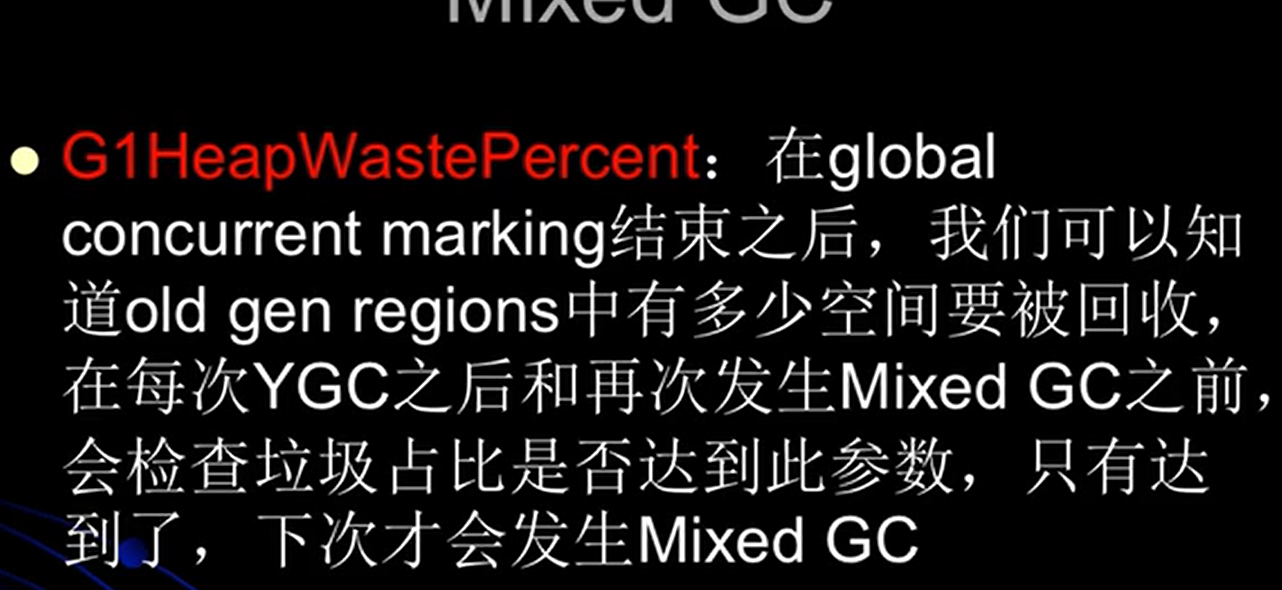 Mixed GC
G1HeapWastePercent： 在global
concurrent marking结束之后，我们可以知
道old gen regions中有多少空间要被回收，
在每次YGC之后和再次发生Mixed GC之前，
会检查垃圾占比是否达到此参数，只有达
到了，下次才会发生Mixed GC